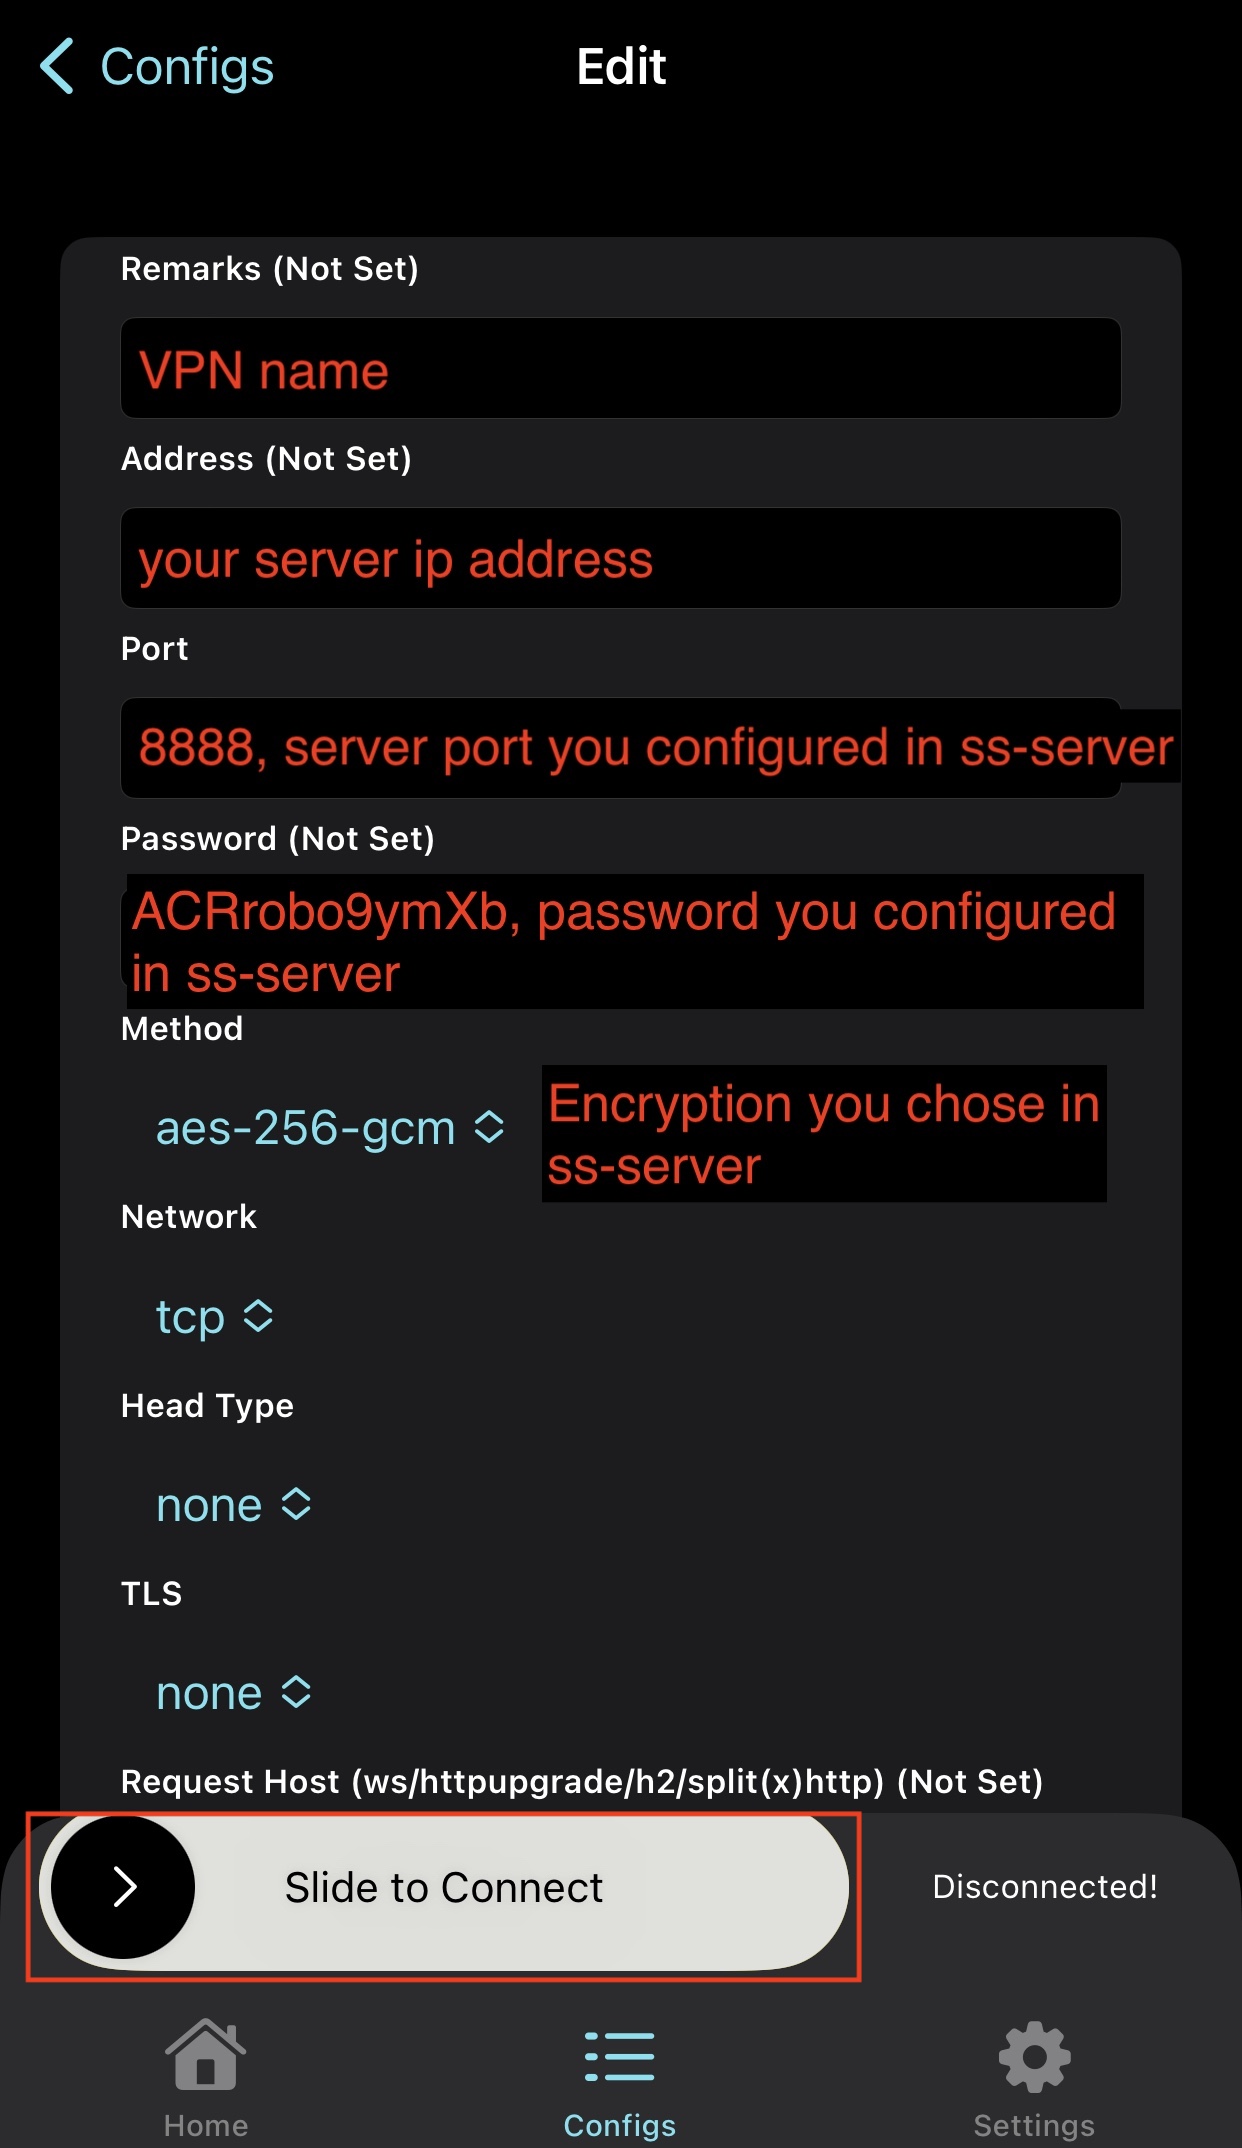 Configs
Edit
Remarks (Not Set)
VPN name
Address (Not Set)
your server ip address
Port
8888, server port you configured in ss-server
Password (Not Set)
ACRrobo9ymXb, password you configured
in ss-server
Method
aes-256-gcm
Encryption you chose in
ss-server
Network
tcp
Head Type
none
TLS
none
Request Host (ws/httpupgrade/h2/split(x)http) (Not Set)
Slide to Connect
Disconnected!
Home
Configs
Settings